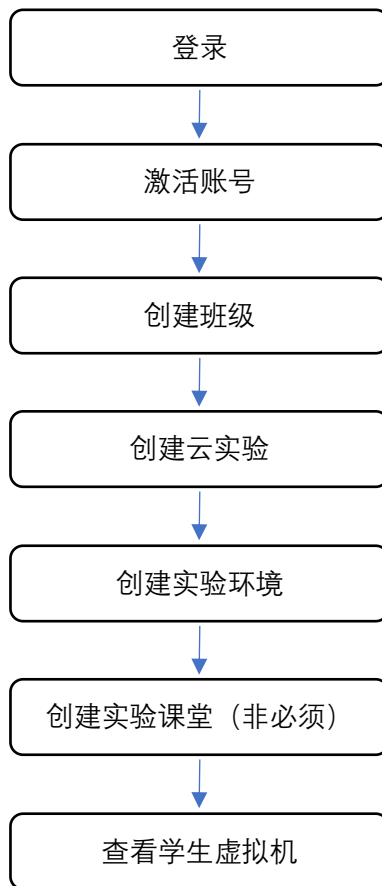 登录
激活账号
创建班级
创建云实验
创建实验环境
创建实验课堂（非必须）
查看学生虚拟机